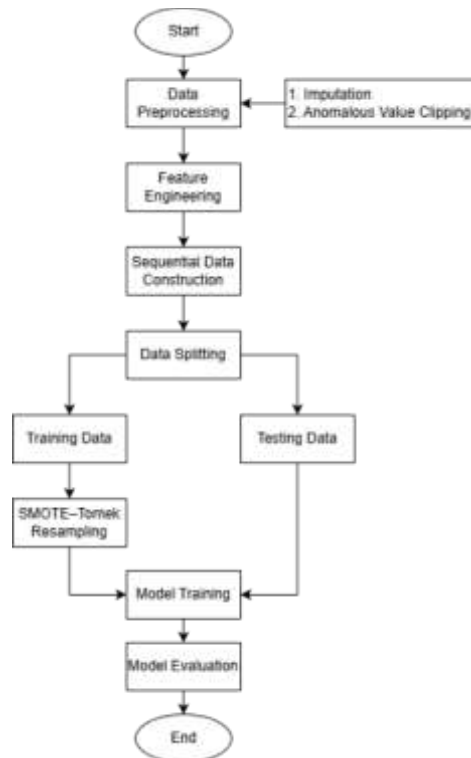 Start
Data
Preprocessing
1. Imputation
2. Anomalous Value Clipping
Feature
Engineering
Sequential Data
Construction
Data Splitting
Training Data
Testing Data
SMOTE–Tomek
Resampling
Model Training
Model Evaluation
End